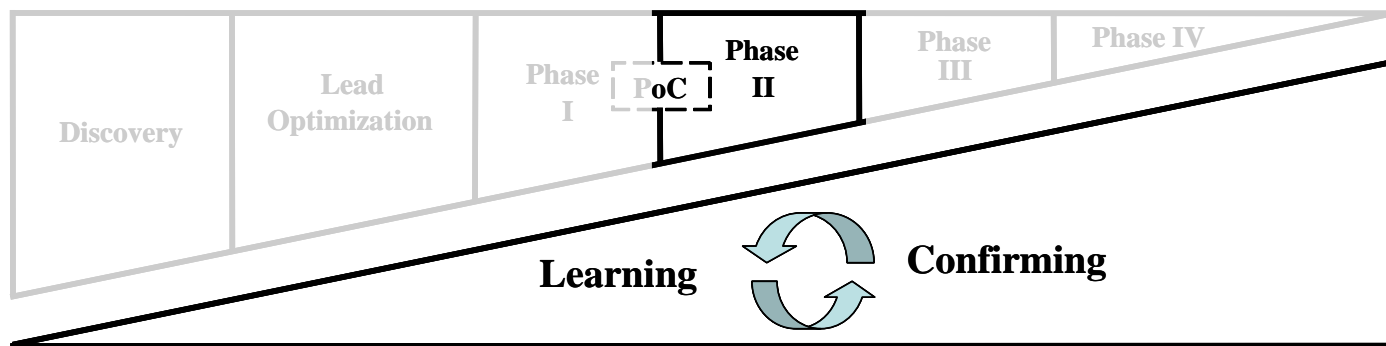 Discovery
Lead
Optimization
Phase
I
PoC
Phase
II
Phase
III
Phase IV
Learning
Confirming